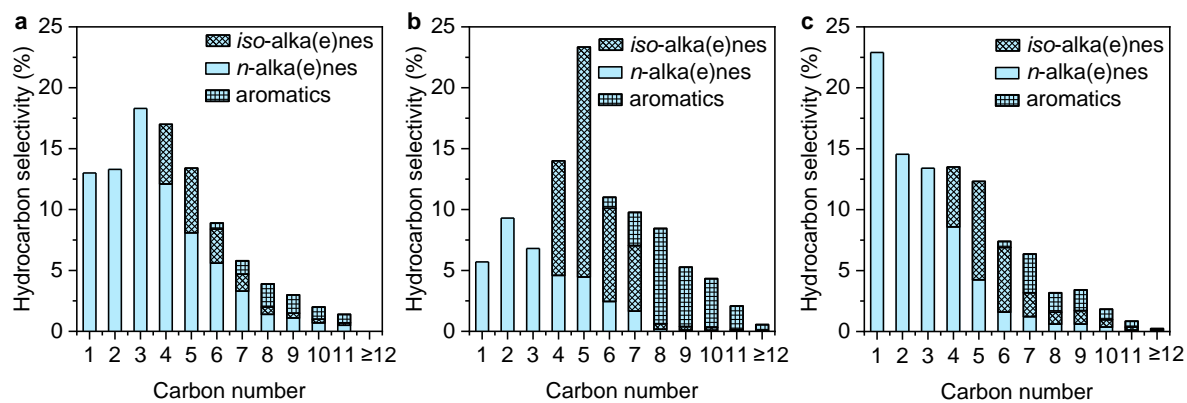 a
25
20
15
10
5
0
Hydrocarbon selectivity (%)
iso-alka(e)nes
n-alka(e)nes
aromatics
1 2 3 4 5 6 7 8 9 10 11 ≥12
Carbon number
b
25
20
15
10
5
0
Hydrocarbon selectivity (%)
iso-alka(e)nes
n-alka(e)nes
aromatics
1 2 3 4 5 6 7 8 9 10 11 ≥12
Carbon number
c
25
20
15
10
5
0
Hydrocarbon selectivity (%)
iso-alka(e)nes
n-alka(e)nes
aromatics
1 2 3 4 5 6 7 8 9 10 11 ≥12
Carbon number